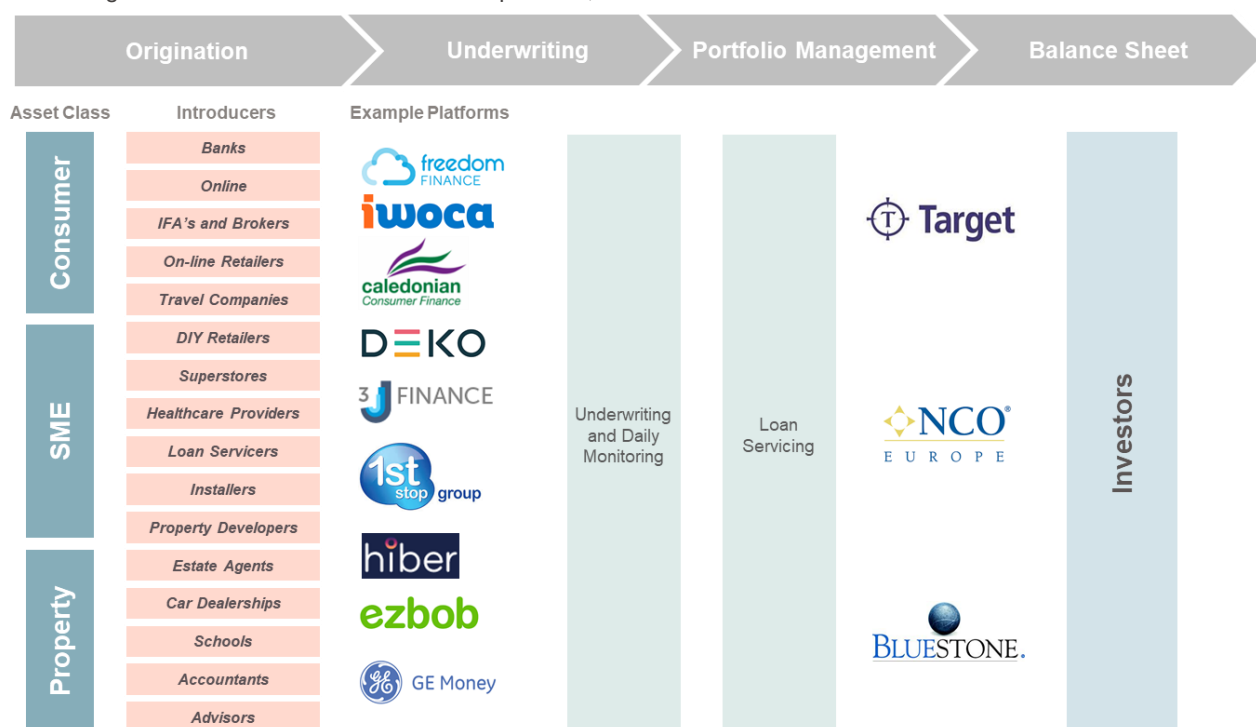 Origination
Underwriting
Portfolio Management
Balance Sheet
Asset Class
Introducers
Example Platforms
Consumer
SME
Property
Banks
Online
IFA's and Brokers
On-line Retailers
Travel Companies
DIY Retailers
Superstores
Healthcare Providers
Loan Servicers
Installers
Property Developers
Estate Agents
Car Dealerships
Schools
Accountants
Advisors
freedom
FINANCE
iwoca
caledonian
Consumer Finance
DEKO
3J FINANCE
1st
stop group
hiber
ezbob
GE GE Money
Underwriting
and Daily
Monitoring
Loan
Servicing
T Target
NCO®
EUROPE
BLUESTONE.
Investors